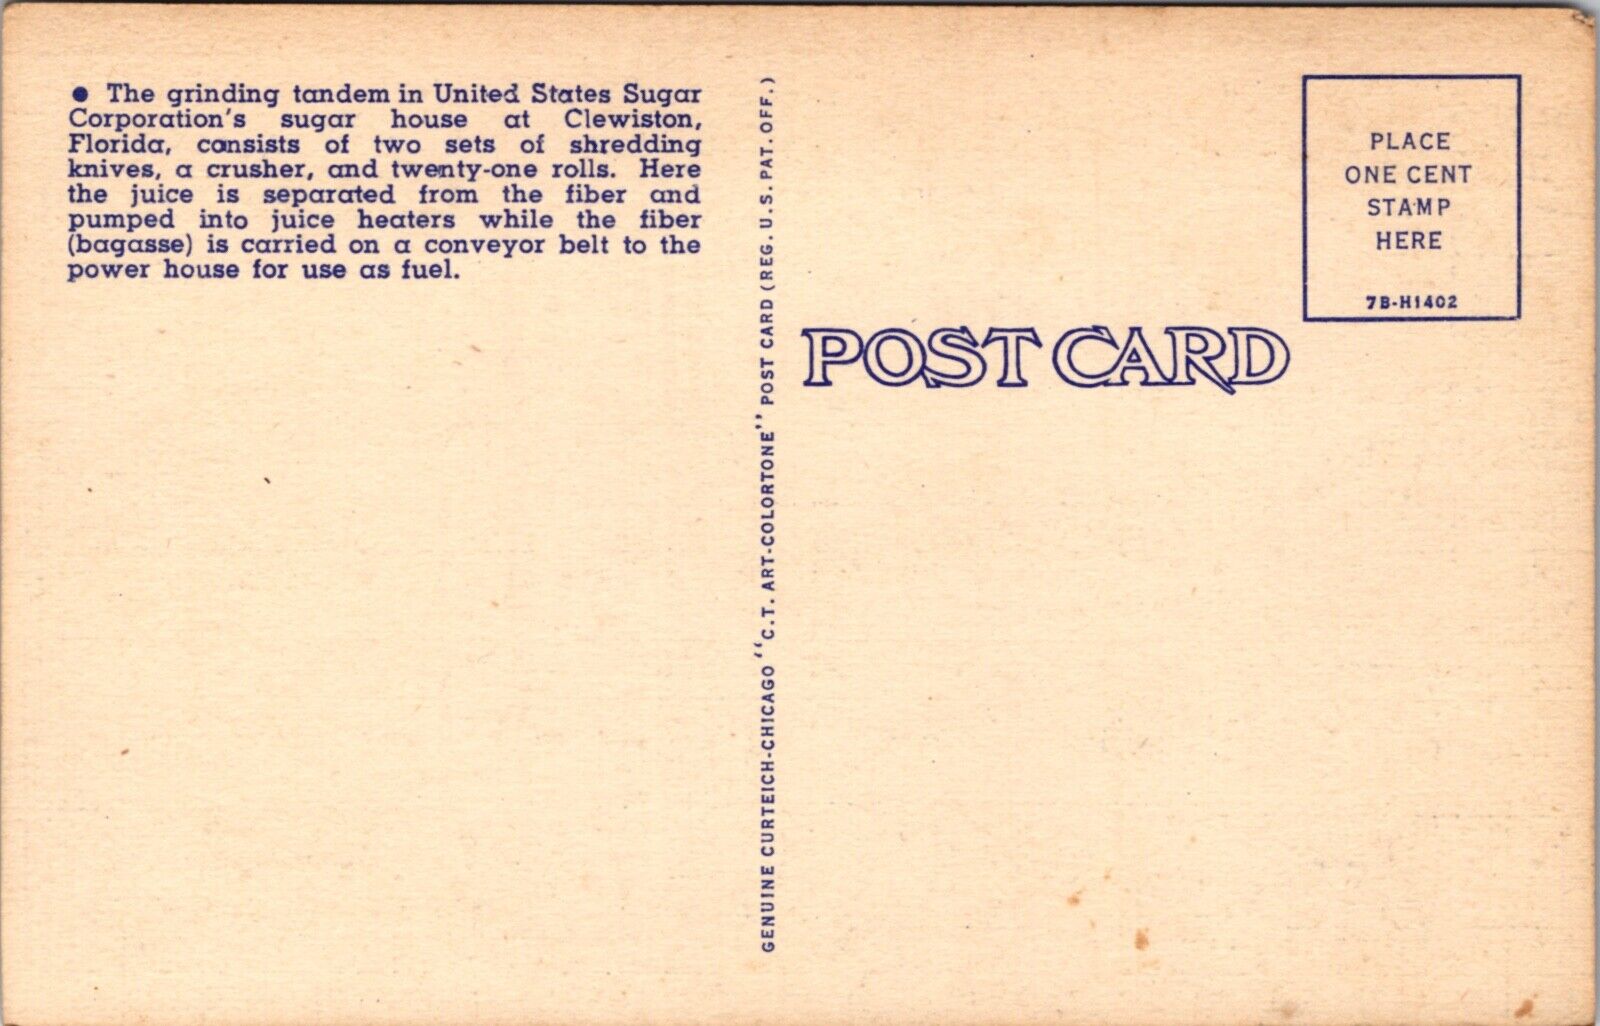 ● The grinding tandem in United States Sugar
Corporation's sugar house at Clewiston,
Florida, consists of two sets of shredding
knives, a crusher, and twenty-one rolls. Here
the juice is separated from the fiber and
pumped into juice heaters while the fiber
(bagasse) is carried on a conveyor belt to the
power house for use as fuel.
GENUINE CURTEICH-CHICAGO "C.T. ART-COLORTONE" POST CARD (REG. U.S. PAT. OFF.)
POST CARD
PLACE
ONE CENT
STAMP
HERE
7B-H1402